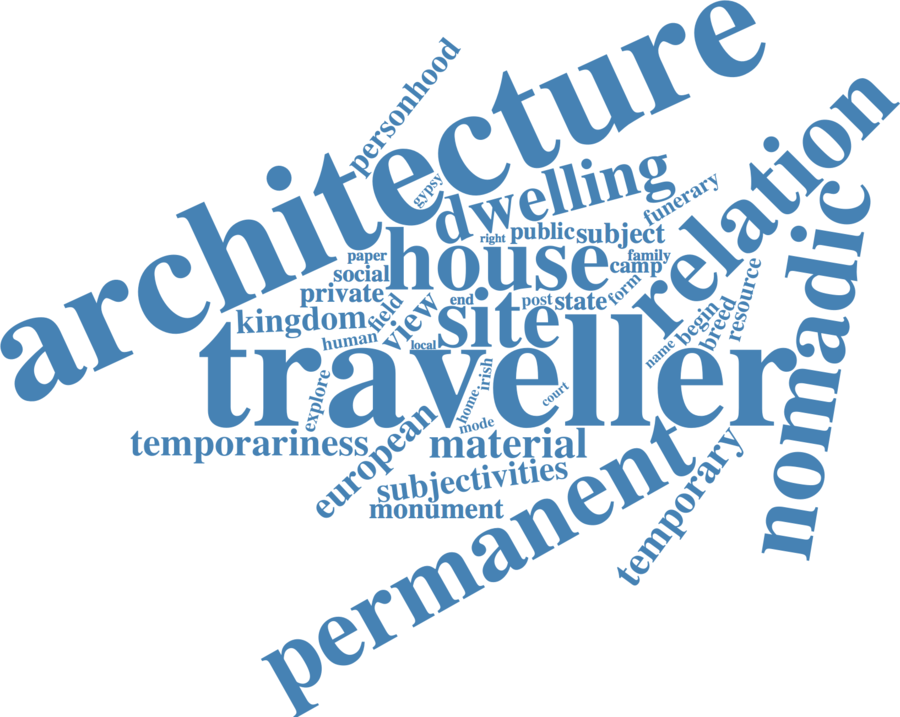 architecture
personhood
gypsy
dwelling
funerary
relation
nomadic
right
public
subject
paper
house
family
social
camp
private
field
view
end
site
post
state
form
resource
kingdom
begin
breed
human
local
name
traveller
explore
irish
court
home
mode
temporariness
european
material
subjectivities
monument
permanent
temporary